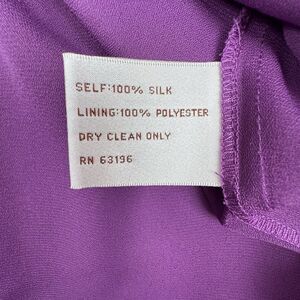 SELF:100% SILK
LINING:100% POLYESTER
DRY CLEAN ONLY
RN 63196